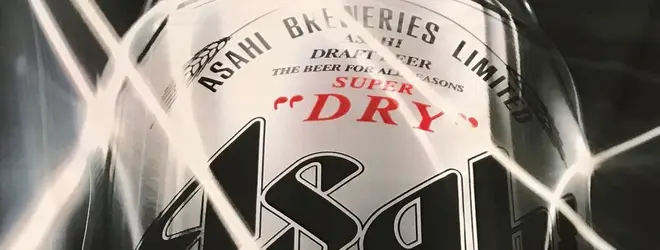 ASAHI BREWERIES LIMITED
ASAHI
DRAFT BEER
THE BEER FOR ALL SEASONS
SUPER
"DRY"
Asahi